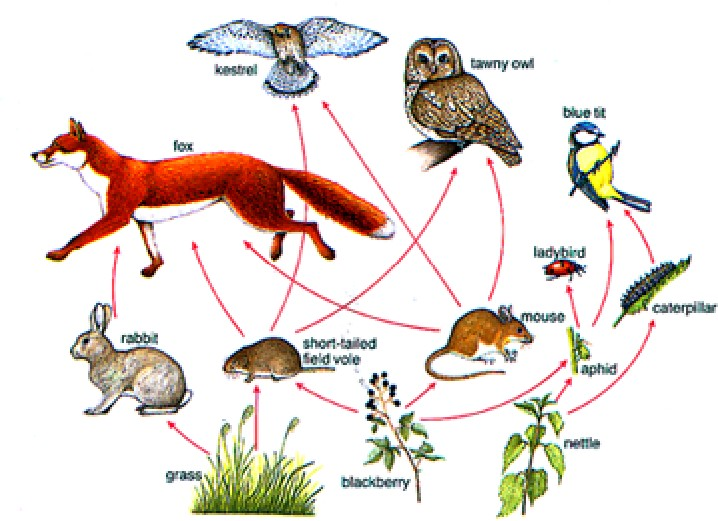 kestrel
tawny owl
blue tit
fox
ladybird
caterpillar
rabbit
short-tailed
field vole
mouse
aphid
nettle
grass
blackberry